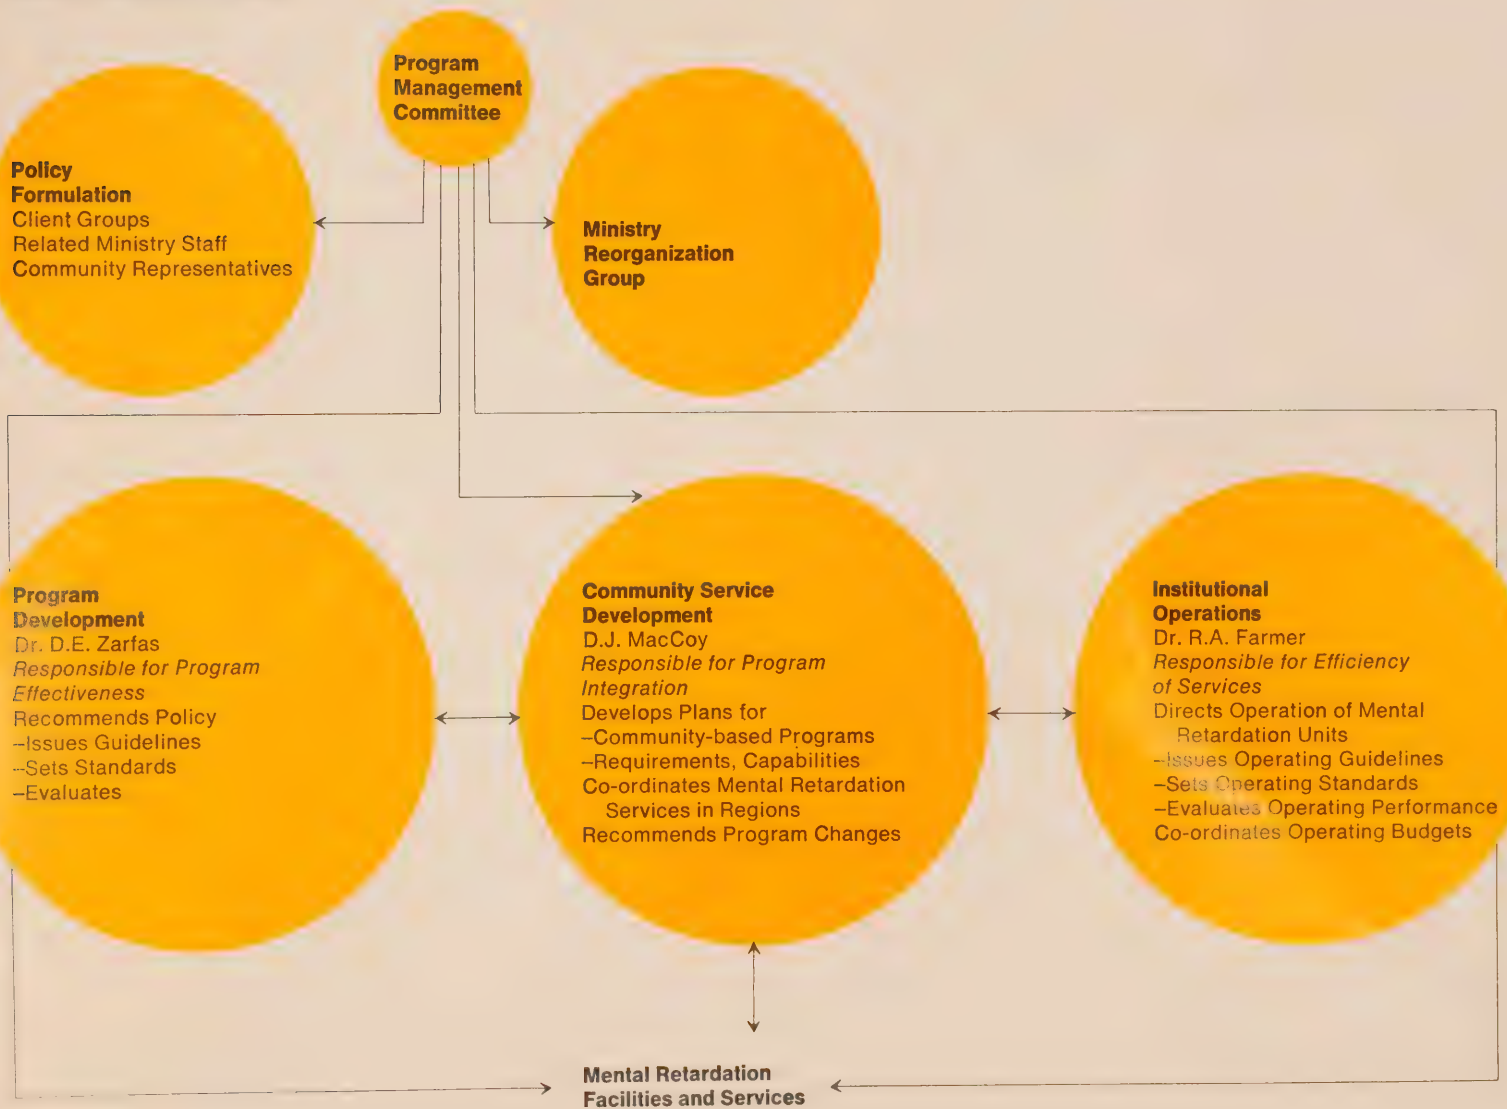 Program
Management
Committee
Policy
Formulation
Client Groups
Related Ministry Staff
Community Representatives
Ministry
Reorganization
Group
Program
Development
Dr. D.E. Zarfas
Responsible for Program
Effectiveness
Recommends Policy
--Issues Guidelines
--Sets Standards
–Evaluates
Community Service
Development
D.J. MacCoy
Responsible for Program
Integration
Develops Plans for
–Community-based Programs
–Requirements, Capabilities
Co-ordinates Mental Retardation
Services in Regions
Recommends Program Changes
Institutional
Operations
Dr. R.A. Farmer
Responsible for Efficiency
of Services
Directs Operation of Mental
Retardation Units
–Issues Operating Guidelines
–Sets Operating Standards
–Evaluates Operating Performance
Co-ordinates Operating Budgets
Mental Retardation
Facilities and Services